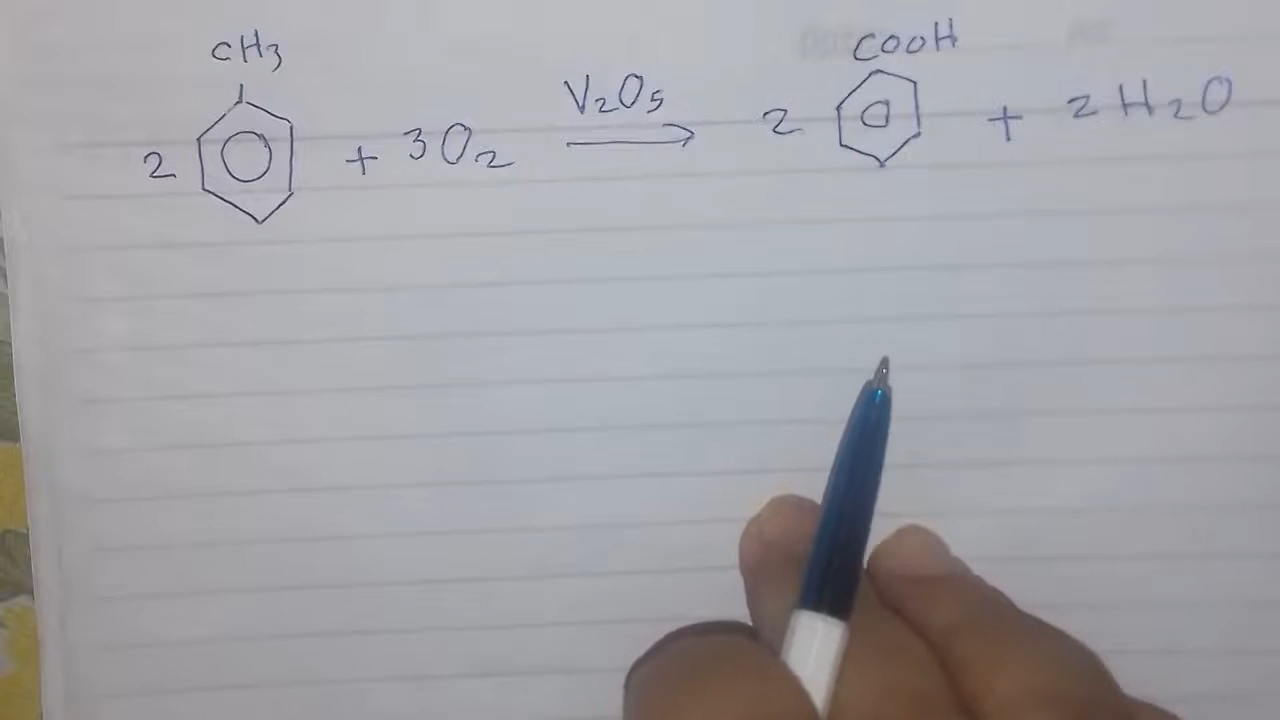 CH₃ COOH
2 + 3O₂ V₂O₅ → 2 + 2H₂O